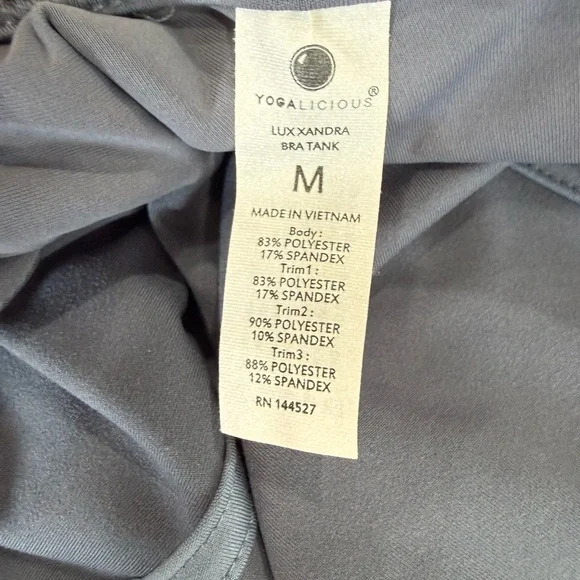 YOGALICIOUS®
LUX XANDRA
BRA TANK
M
MADE IN VIETNAM
Body:
83% POLYESTER
17% SPANDEX
Trim1:
83% POLYESTER
17% SPANDEX
Trim2:
90% POLYESTER
10% SPANDEX
Trim3:
88% POLYESTER
12% SPANDEX
RN 144527